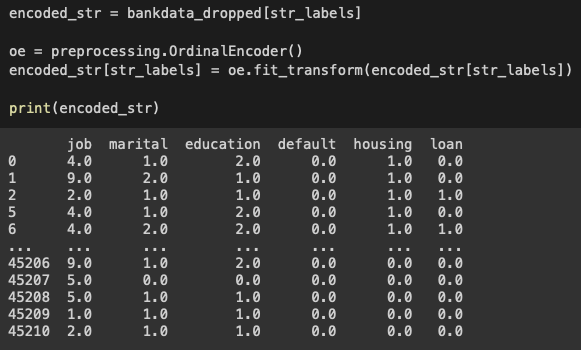 encoded_str = bankdata_dropped[str_labels]
oe = preprocessing.OrdinalEncoder()
encoded_str[str_labels] = oe.fit_transform(encoded_str[str_labels])
print(encoded_str)
job marital education default housing loan
0 4.0 1.0 2.0 0.0 1.0 0.0
1 9.0 2.0 1.0 0.0 1.0 0.0
2 2.0 1.0 1.0 0.0 1.0 1.0
5 4.0 1.0 2.0 0.0 1.0 0.0
6 4.0 2.0 2.0 0.0 1.0 1.0
... ... ... ... ... ... ...
45206 9.0 1.0 2.0 0.0 0.0 0.0
45207 5.0 0.0 0.0 0.0 0.0 0.0
45208 5.0 1.0 1.0 0.0 0.0 0.0
45209 1.0 1.0 1.0 0.0 0.0 0.0
45210 2.0 1.0 1.0 0.0 0.0 0.0